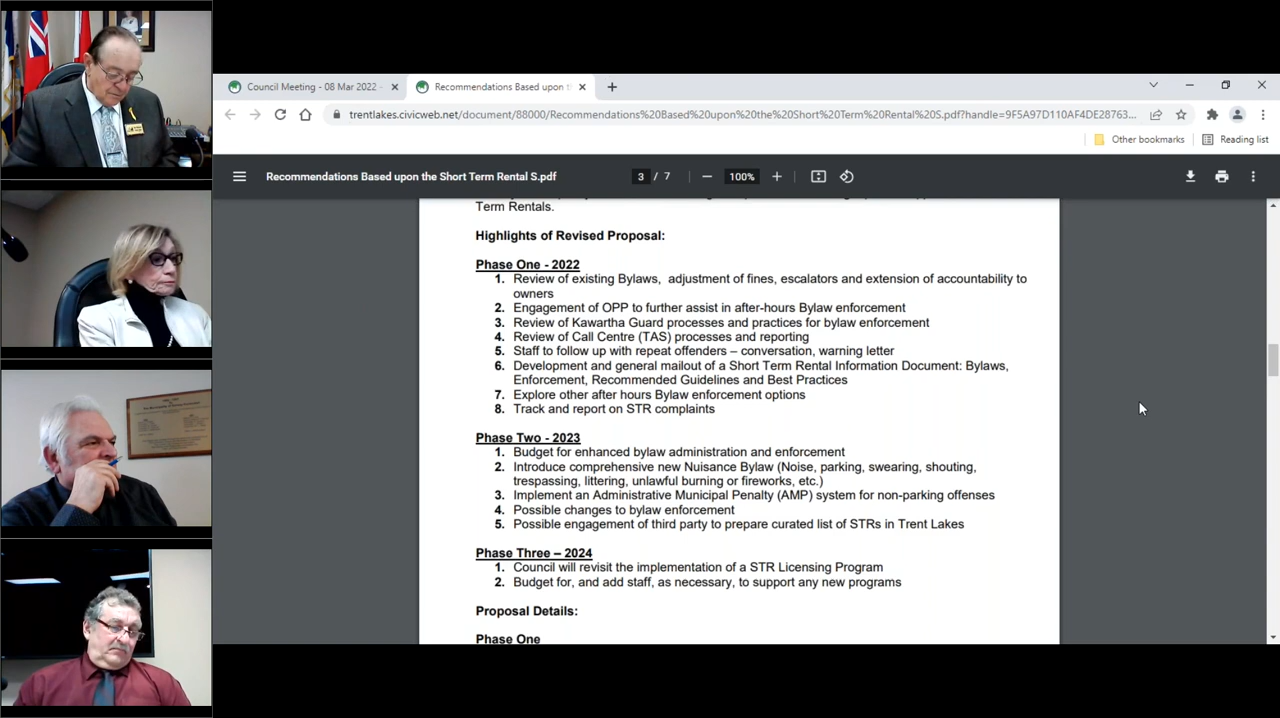 Council Meeting - 08 Mar 2022 -
Recommendations Based upon t
trentlakes.civicweb.net/document/88000/Recommendations%20Based%20upon%20the%20Short%20Term%20Rental%20S.pdf?handle=9F5A97D110AF4DE28763...
Other bookmarks
Reading list
Recommendations Based upon the Short Term Rental S.pdf
3 / 7
100%
Term Rentals.
Highlights of Revised Proposal:
Phase One - 2022
1. Review of existing Bylaws, adjustment of fines, escalators and extension of accountability to
owners
2. Engagement of OPP to further assist in after-hours Bylaw enforcement
3. Review of Kawartha Guard processes and practices for bylaw enforcement
4. Review of Call Centre (TAS) processes and reporting
5. Staff to follow up with repeat offenders – conversation, warning letter
6. Development and general mailout of a Short Term Rental Information Document: Bylaws,
Enforcement, Recommended Guidelines and Best Practices
7. Explore other after hours Bylaw enforcement options
8. Track and report on STR complaints
Phase Two - 2023
1. Budget for enhanced bylaw administration and enforcement
2. Introduce comprehensive new Nuisance Bylaw (Noise, parking, swearing, shouting,
trespassing, littering, unlawful burning or fireworks, etc.)
3. Implement an Administrative Municipal Penalty (AMP) system for non-parking offenses
4. Possible changes to bylaw enforcement
5. Possible engagement of third party to prepare curated list of STRs in Trent Lakes
Phase Three – 2024
1. Council will revisit the implementation of a STR Licensing Program
2. Budget for, and add staff, as necessary, to support any new programs
Proposal Details:
Phase One